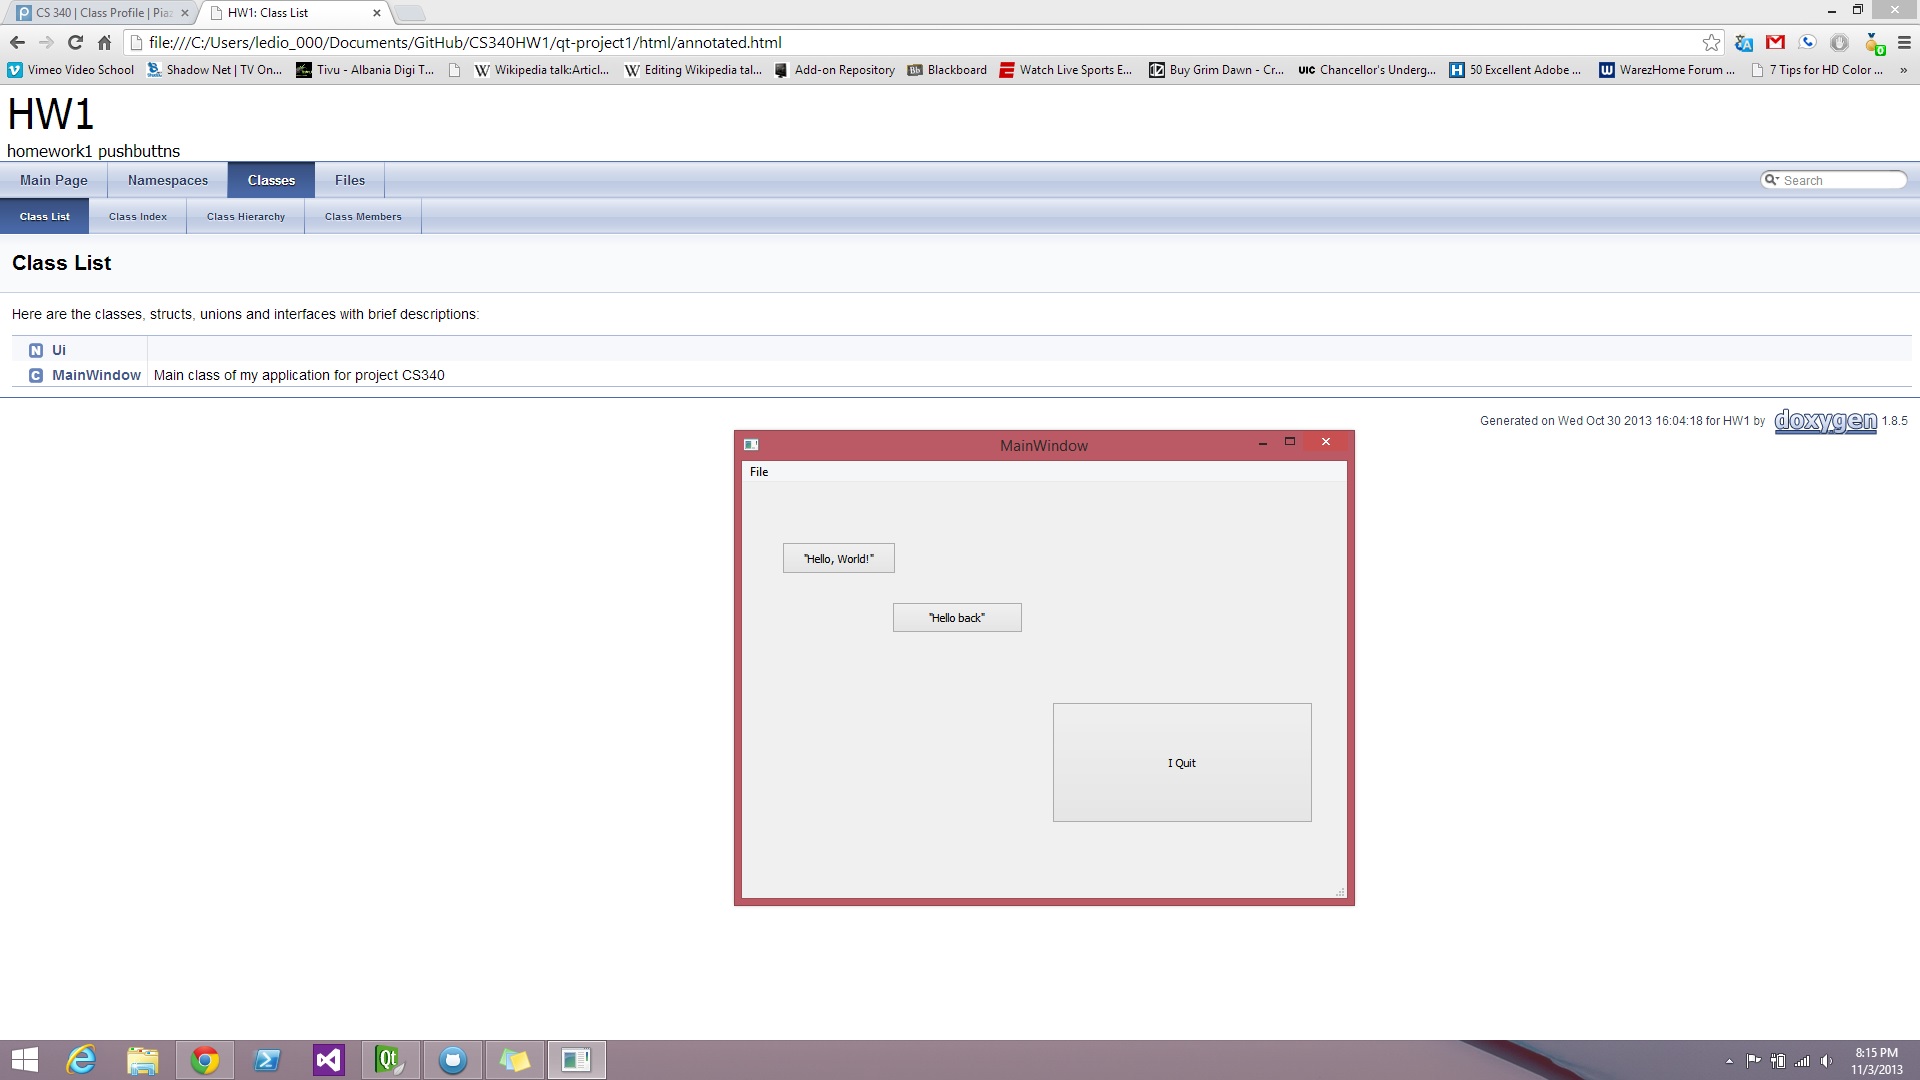 CS 340 | Class Profile | Piaz
HW1: Class List
file:///C:/Users/ledio_000/Documents/GitHub/CS340HW1/qt-project1/html/annotated.html
Vimeo Video School
Shadow Net | TV On...
Tivu - Albania Digi T...
Wikipedia talk:Articl...
Editing Wikipedia tal...
Add-on Repository
Bb Blackboard
Watch Live Sports E...
Buy Grim Dawn - Cr...
UIC Chancellor's Underg...
H 50 Excellent Adobe ...
W WarezHome Forum ...
7 Tips for HD Color ...
»
HW1
homework1 pushbuttns
Main Page Namespaces Classes Files
Search
Class List Class Index Class Hierarchy Class Members
Class List
Here are the classes, structs, unions and interfaces with brief descriptions:
N Ui
C MainWindow Main class of my application for project CS340
Generated on Wed Oct 30 2013 16:04:18 for HW1 by doxygen 1.8.5
MainWindow
File
"Hello, World!"
"Hello back"
I Quit
Qt
8:15 PM
11/3/2013